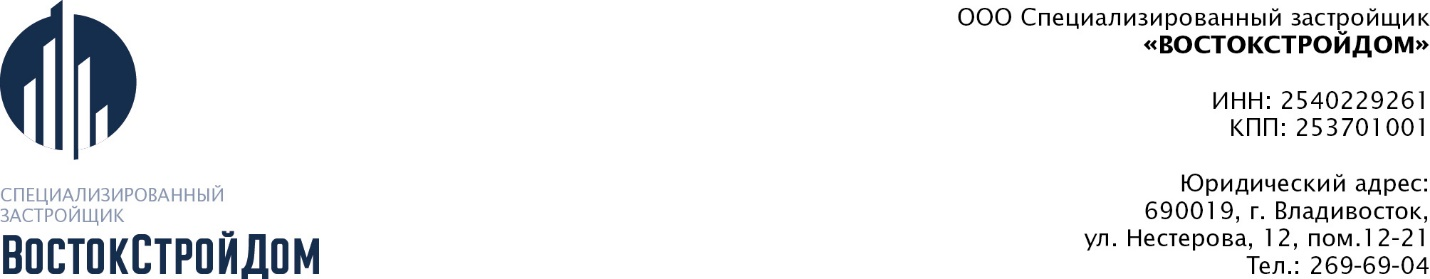 СПЕЦИАЛИЗИРОВАННЫЙ
ЗАСТРОЙЩИК
ВОСТОКСТРОЙДОМ
ООО Специализированный застройщик
«ВОСТОКСТРОЙДОМ»
ИНН: 2540229261
КПП: 253701001
Юридический адрес:
690019, г. Владивосток,
ул. Нестерова, 12, пом.12-21
Тел.: 269-69-04